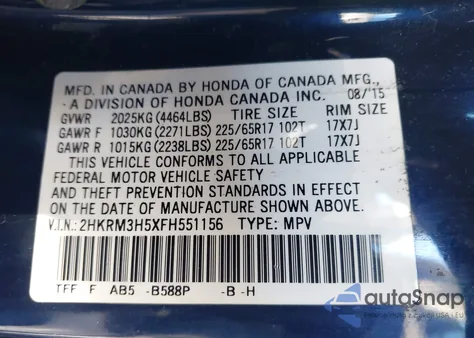 MFD. IN CANADA BY HONDA OF CANADA MFG.,
A DIVISION OF HONDA CANADA INC. 08/'15
GVWR 2025KG (4464LBS) TIRE SIZE RIM SIZE
GAWR F 1030KG (2271LBS) 225/65R17 102T 17X7J
GAWR R 1015KG (2238LBS) 225/65R17 102T 17X7J
THIS VEHICLE CONFORMS TO ALL APPLICABLE
FEDERAL MOTOR VEHICLE SAFETY
AND THEFT PREVENTION STANDARDS IN EFFECT
ON THE DATE OF MANUFACTURE SHOWN ABOVE.
V.I.N.: 2HKRM3H5XFH551156 TYPE: MPV
TFF F AB5 -B588P -B -H
autoSnap